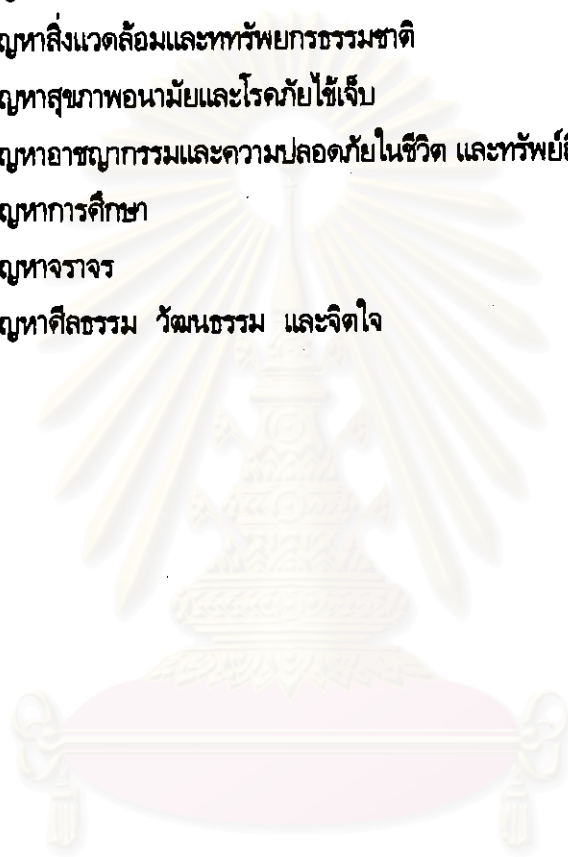 ญหาสิ่งแวดล้อมและททรัพยกรธรรมชาติ
ญหาสุขภาพอนามัยและโรคภัยไข้เจ็บ
ญหาอาชญากรรมและความปลอดภัยในชีวิต และทรัพย์สิ
ญหาการศึกษา
ญหาจราจร
ญหาศีลธรรม วัฒนธรรม และจิตใจ